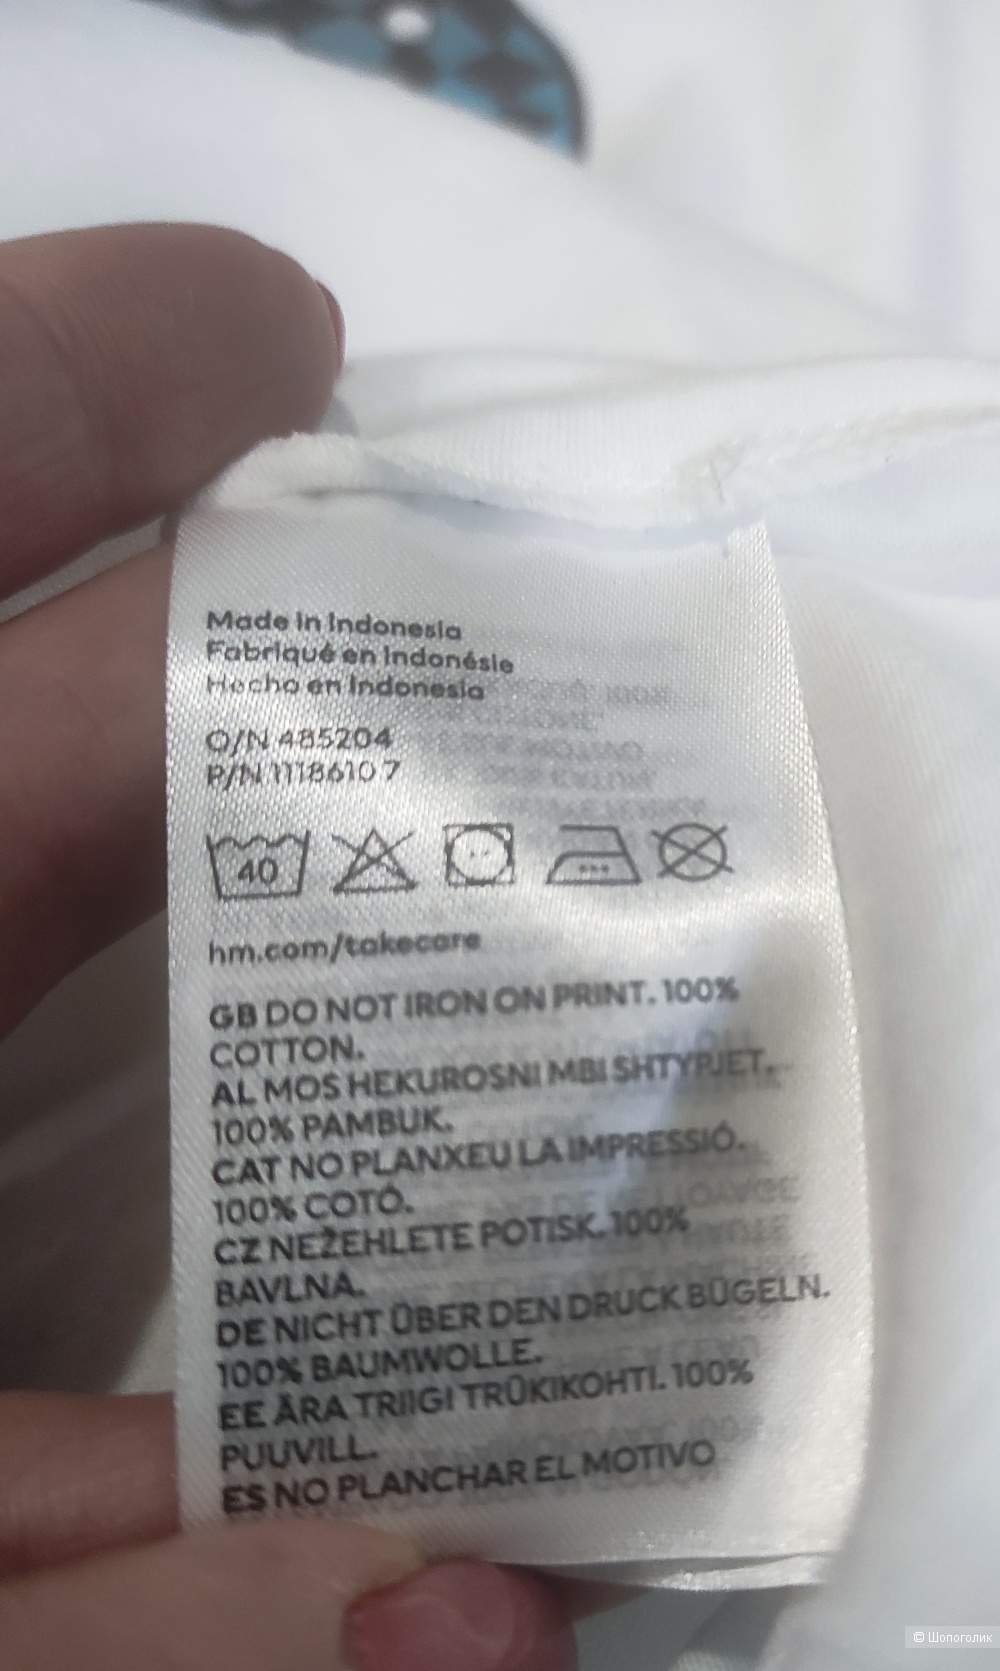 Made in Indonesia
Fabriqué en Indonésie
Hecho en Indonesia
O/N 485204
P/N 1118610 7
40
hm.com/takecare
GB DO NOT IRON ON PRINT. 100%
COTTON.
AL MOS HEKUROSNI MBI SHTYPJET.
100% PAMBUK.
CAT NO PLANXEU LA IMPRESSIÓ.
100% COTÓ.
CZ NEŽEHLETE POTISK. 100%
BAVLNA.
DE NICHT ÜBER DEN DRUCK BÜGELN.
100% BAUMWOLLE.
EE ÄRA TRIIGI TRÜKIKOHTI. 100%
PUUVILL.
ES NO PLANCHAR EL MOTIVO
© Шопоголик